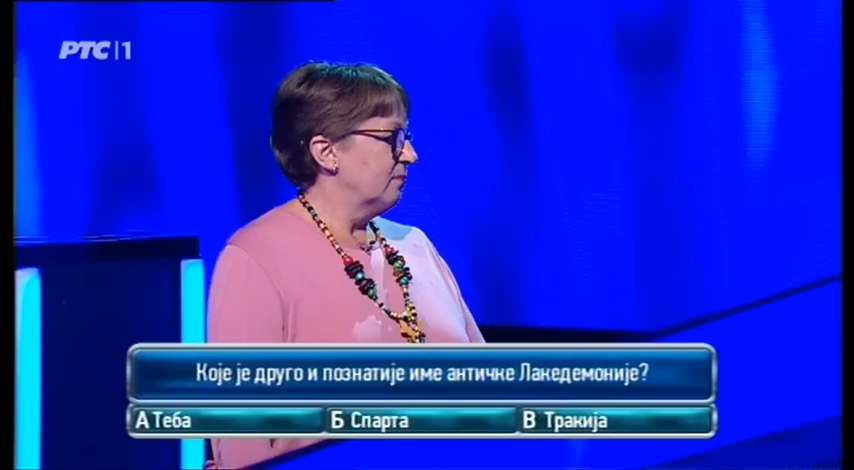 РТС|1
Које је друго и познатије име античке Лакедемоније?
А Теба Б Спарта В Тракија